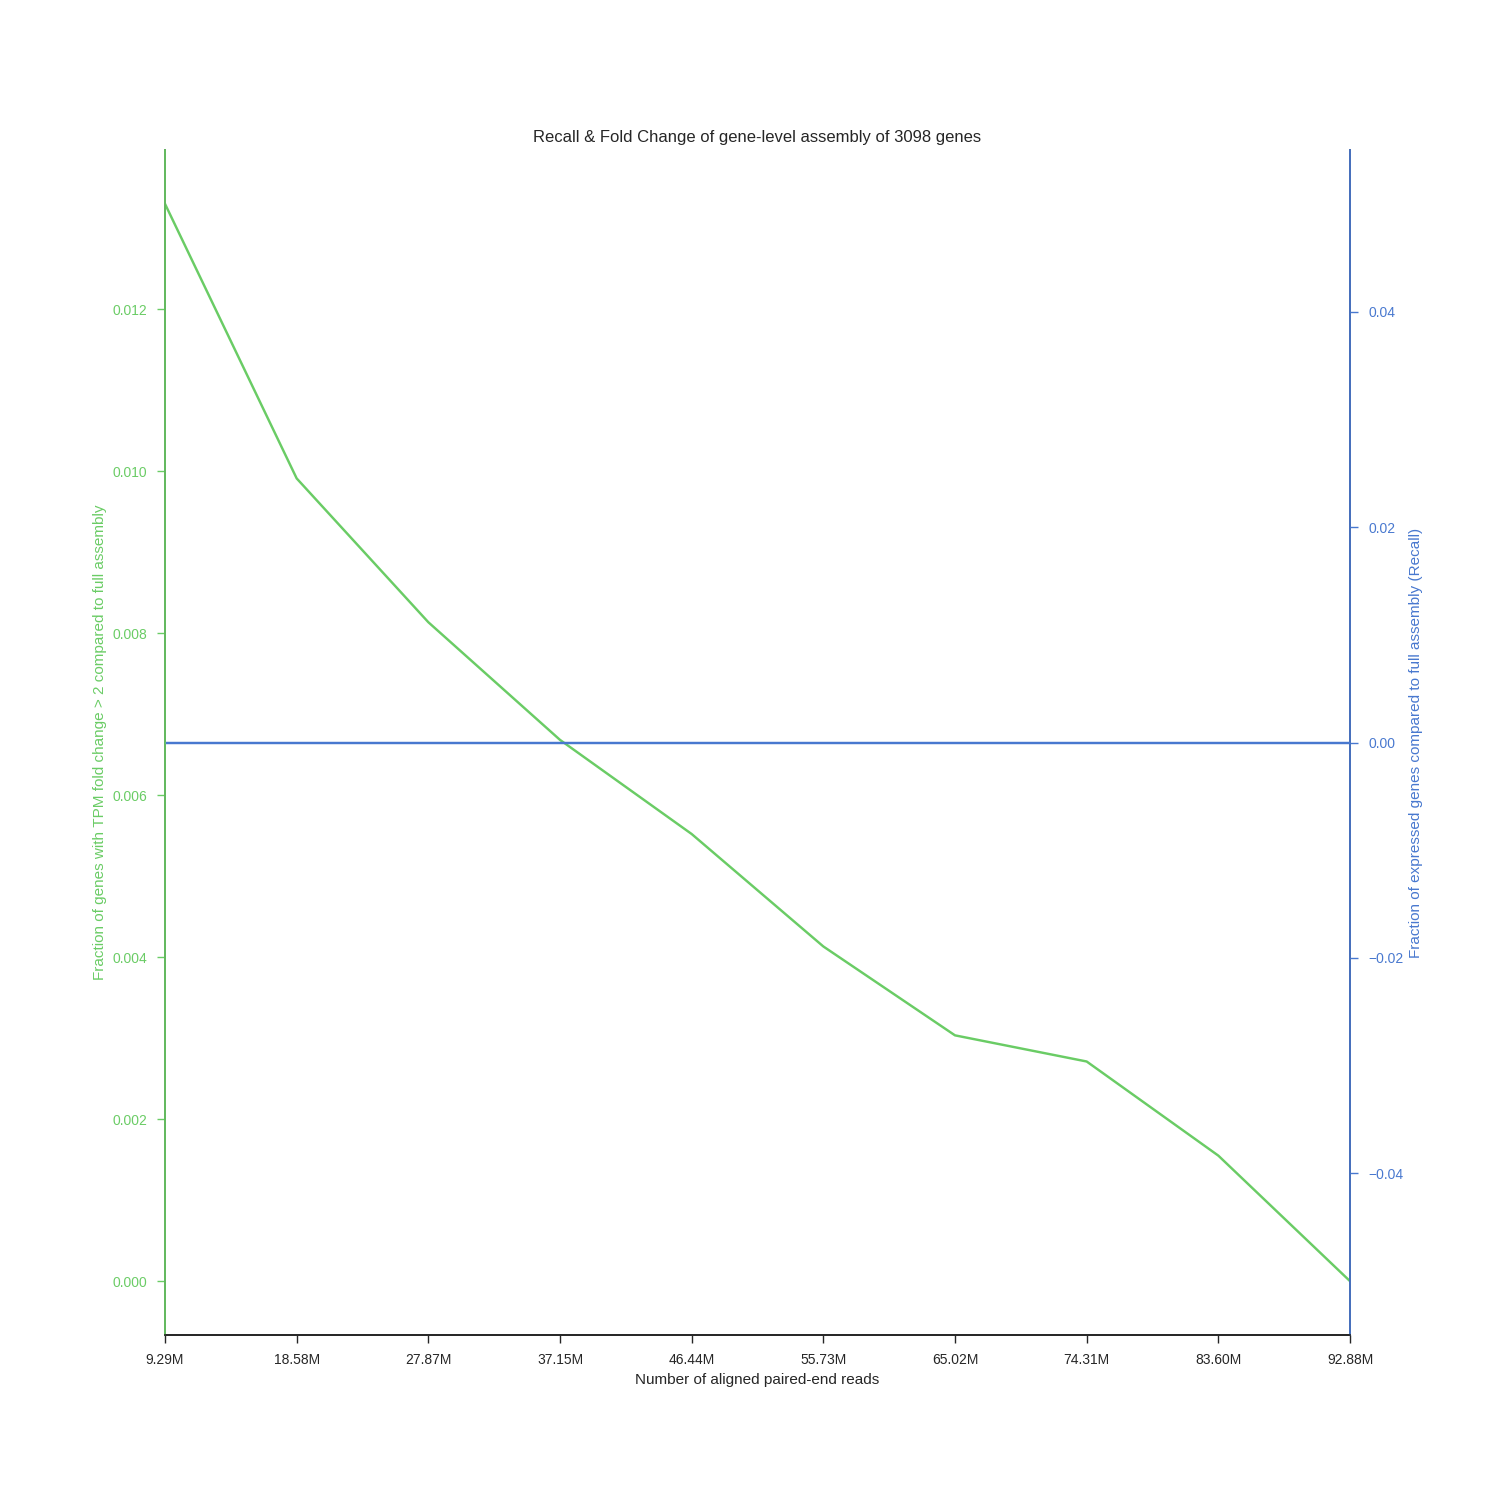 Recall & Fold Change of gene-level assembly of 3098 genes
Fraction of genes with TPM fold change > 2 compared to full assembly
0.012
0.010
0.008
0.006
0.004
0.002
0.000
0.04
0.02
0.00
−0.02
−0.04
Fraction of expressed genes compared to full assembly (Recall)
9.29M 18.58M 27.87M 37.15M 46.44M 55.73M 65.02M 74.31M 83.60M 92.88M
Number of aligned paired-end reads